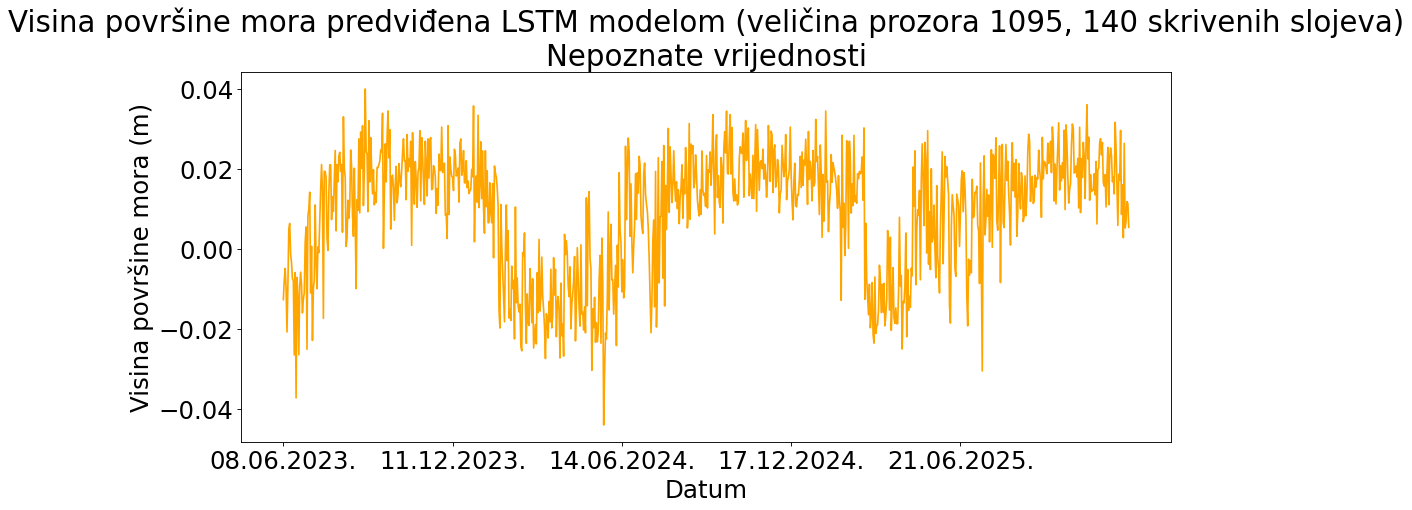 Visina površine mora predviđena LSTM modelom (veličina prozora 1095, 140 skrivenih slojeva)
Nepoznate vrijednosti
Visina površine mora (m)
0.04
0.02
0.00
−0.02
−0.04
08.06.2023. 11.12.2023. 14.06.2024. 17.12.2024. 21.06.2025.
Datum